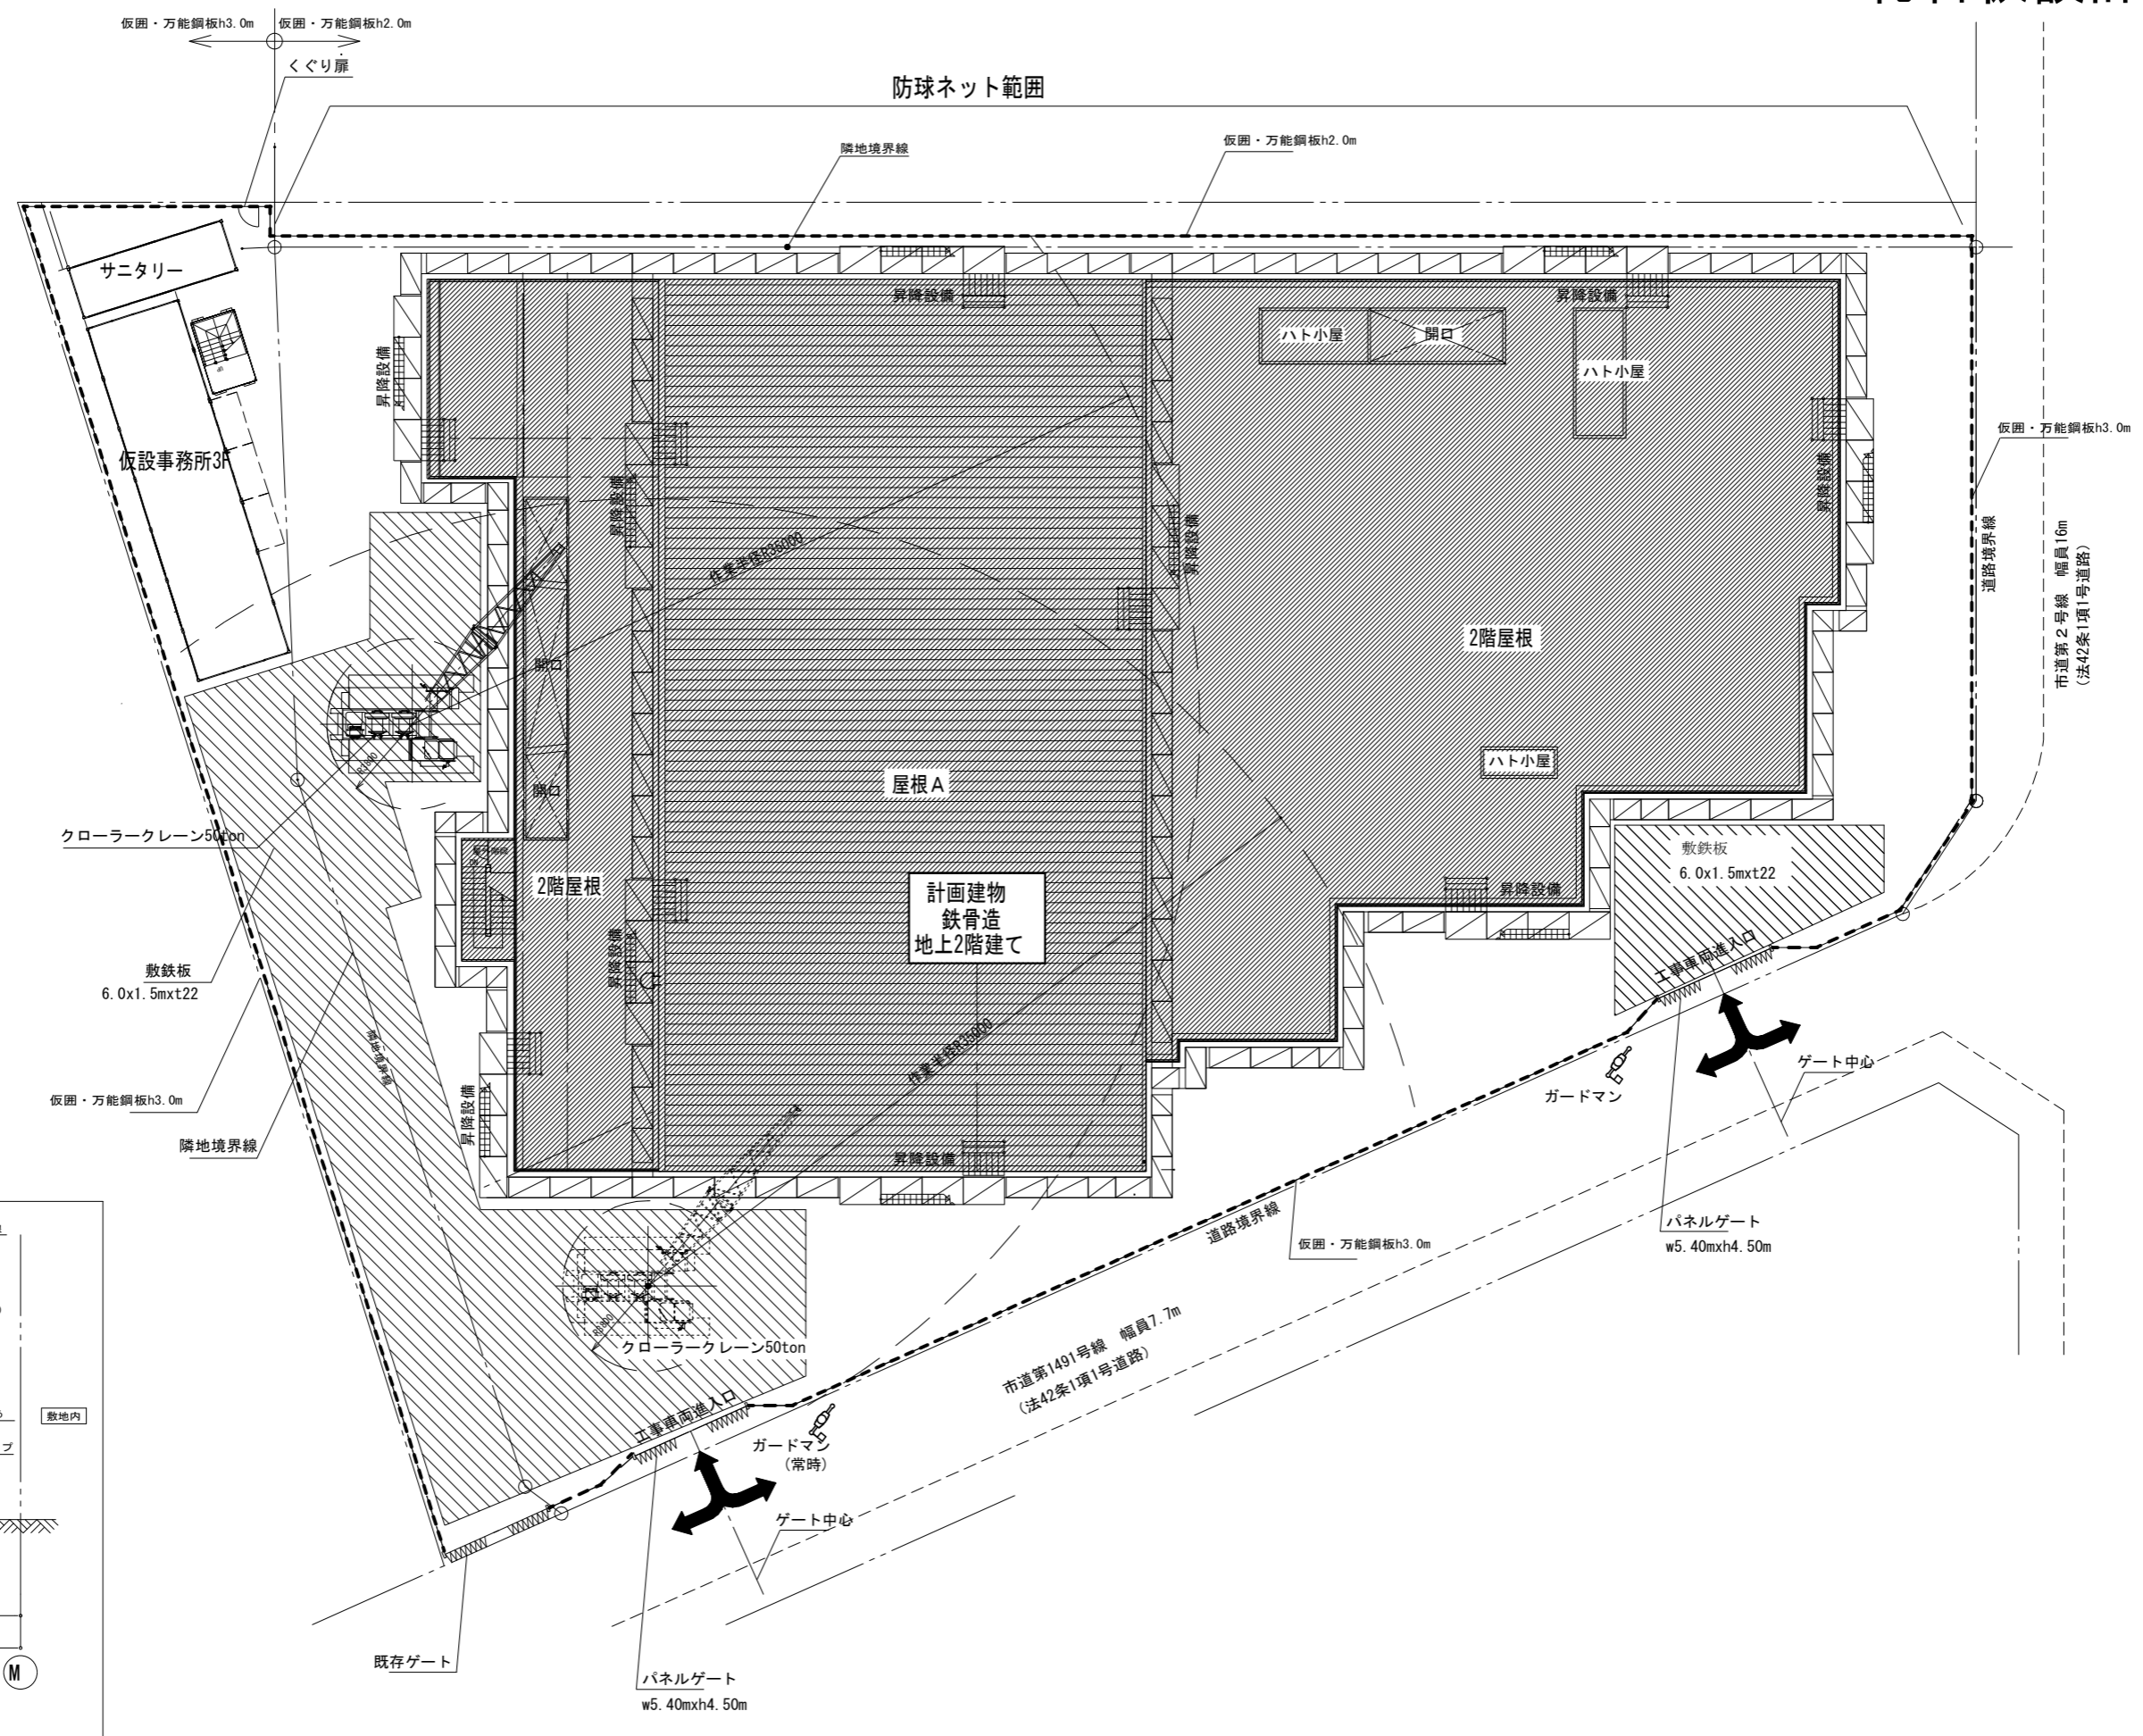 仮囲・万能鋼板h3.0m
仮囲・万能鋼板h2.0m
くぐり扉
防球ネット範囲
隣地境界線
仮囲・万能鋼板h2.0m
サニタリー
昇降設備
昇降設備
ハト小屋
開口
ハト小屋
昇降設備
仮設事務所3F
昇降設備
昇降設備
昇降設備
仮囲・万能鋼板h3.0m
道路境界線
市道第2号線 幅員16m
(法42条1項1号道路)
作業半径R35000
2階屋根
開口
ハト小屋
屋根A
開口
R3800
クローラークレーン50ton
敷鉄板
6.0x1.5mxt22
2階屋根
計画建物
鉄骨造
地上2階建て
昇降設備
昇降設備
工事車両進入口
敷鉄板
6.0x1.5mxt22
隣地境界線
作業半径R35000
ゲート中心
ガードマン
仮囲・万能鋼板h3.0m
昇降設備
隣地境界線
昇降設備
道路境界線
パネルゲート
w5.40mxh4.50m
仮囲・万能鋼板h3.0m
R3800
クローラークレーン50ton
市道第1491号線 幅員7.7m
(法42条1項1号道路)
敷地内
工事車両進入口
ガードマン
(常時)
ゲート中心
既存ゲート
M
パネルゲート
w5.40mxh4.50m